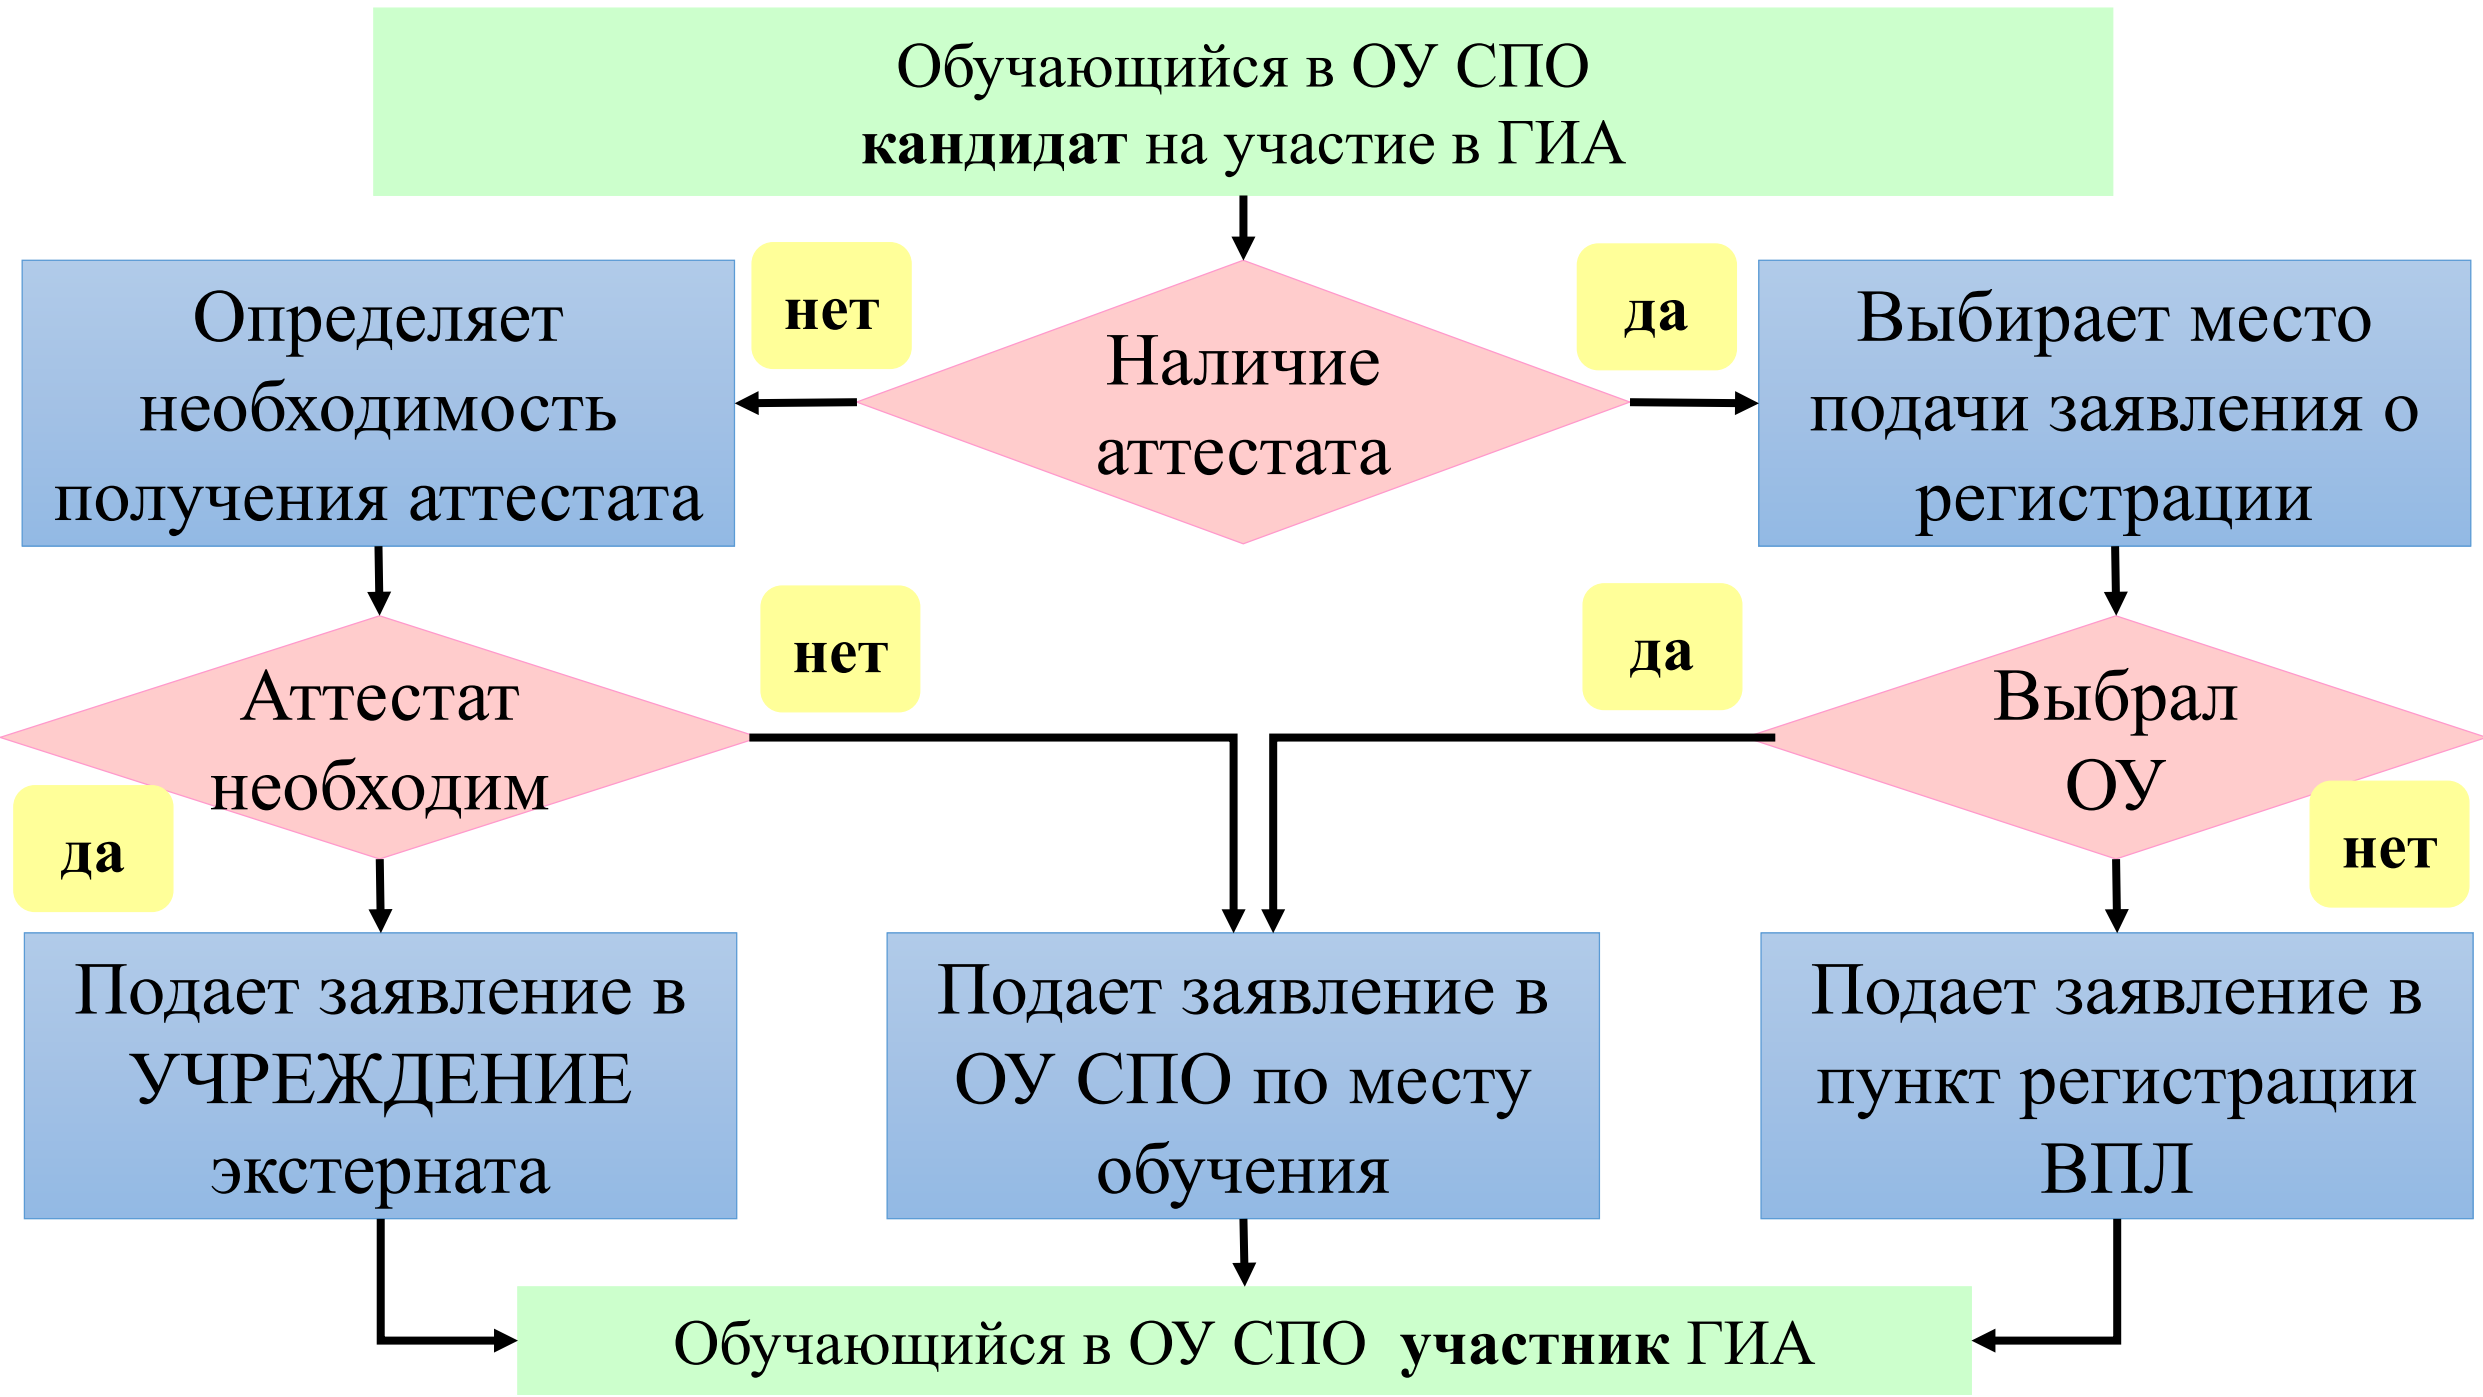 Обучающийся в ОУ СПО
кандидат на участие в ГИА
нет
да
Определяет
необходимость
получения аттестата
Наличие
аттестата
Выбирает место
подачи заявления о
регистрации
нет
да
Аттестат
необходим
Выбрал
ОУ
да
нет
Подает заявление в
УЧРЕЖДЕНИЕ
экстерната
Подает заявление в
ОУ СПО по месту
обучения
Подает заявление в
пункт регистрации
ВПЛ
Обучающийся в ОУ СПО участник ГИА